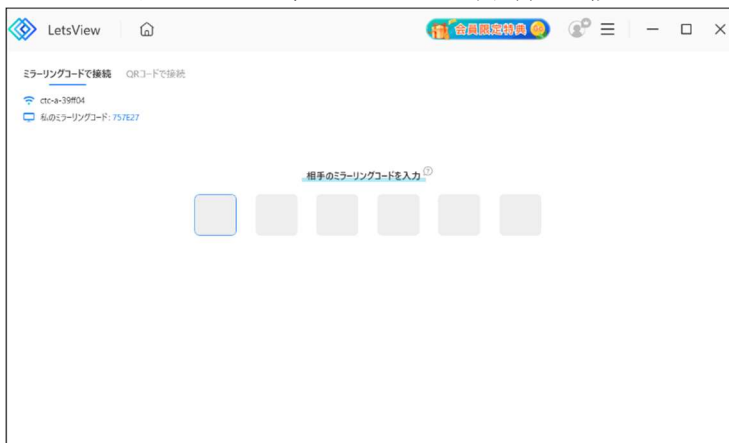 LetsView
会員限定特典
ミラーリングコードで接続 QRコードで接続
ctc-a-39ff04
私のミラーリングコード: 757E27
相手のミラーリングコードを入力